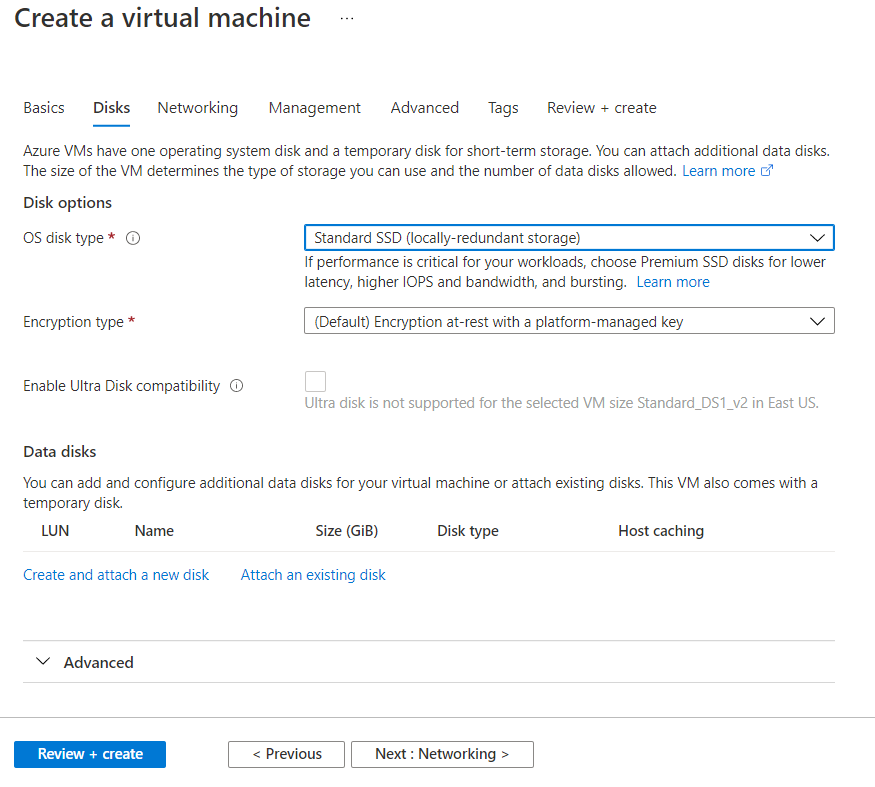 Create a virtual machine ...
Basics Disks Networking Management Advanced Tags Review + create
Azure VMs have one operating system disk and a temporary disk for short-term storage. You can attach additional data disks.
The size of the VM determines the type of storage you can use and the number of data disks allowed. Learn more
Disk options
OS disk type * Standard SSD (locally-redundant storage)
If performance is critical for your workloads, choose Premium SSD disks for lower
latency, higher IOPS and bandwidth, and bursting. Learn more
Encryption type * (Default) Encryption at-rest with a platform-managed key
Enable Ultra Disk compatibility
Ultra disk is not supported for the selected VM size Standard_DS1_v2 in East US.
Data disks
You can add and configure additional data disks for your virtual machine or attach existing disks. This VM also comes with a
temporary disk.
LUN Name Size (GiB) Disk type Host caching
Create and attach a new disk Attach an existing disk
Advanced
Review + create < Previous Next : Networking >